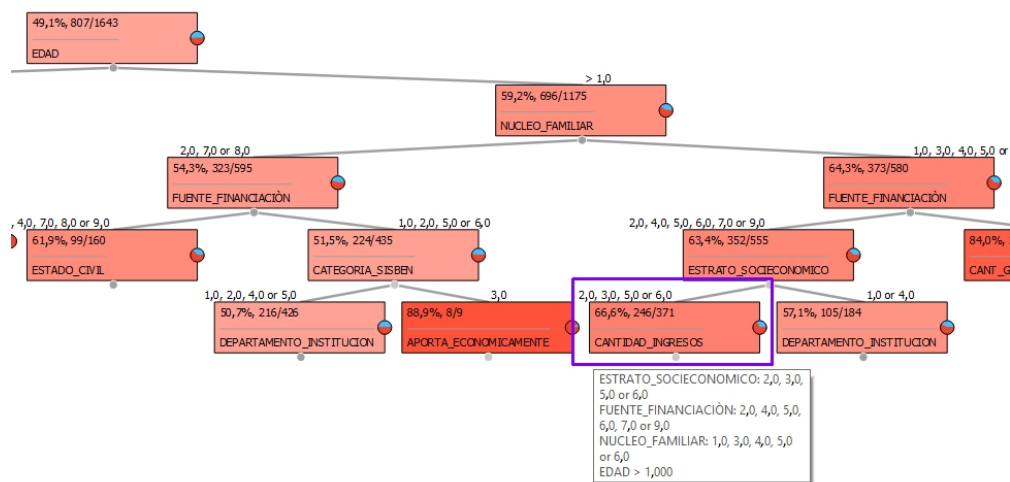 49,1%, 807/1643
EDAD
> 1,0
59,2%, 696/1175
NUCLEO_FAMILIAR
2,0, 7,0 or 8,0
1,0, 3,0, 4,0, 5,0 or
54,3%, 323/595
FUENTE_FINANCIACIÒN
64,3%, 373/580
FUENTE_FINANCIACIÒN
, 4,0, 7,0, 8,0 or 9,0
1,0, 2,0, 5,0 or 6,0
2,0, 4,0, 5,0, 6,0, 7,0 or 9,0
61,9%, 99/160
ESTADO_CIVIL
51,5%, 224/435
CATEGORIA_SISBEN
63,4%, 352/555
ESTRATO_SOCIECONOMICO
84,0%,
CANT_G
1,0, 2,0, 4,0 or 5,0
3,0
2,0, 3,0, 5,0 or 6,0
1,0 or 4,0
50,7%, 216/426
DEPARTAMENTO_INSTITUCION
88,9%, 8/9
APORTA_ECONOMICAMENTE
66,6%, 246/371
CANTIDAD_INGRESOS
57,1%, 105/184
DEPARTAMENTO_INSTITUCION
ESTRATO_SOCIECONOMICO: 2,0, 3,0,
5,0 or 6,0
FUENTE_FINANCIACIÒN: 2,0, 4,0, 5,0,
6,0, 7,0 or 9,0
NUCLEO_FAMILIAR: 1,0, 3,0, 4,0, 5,0
or 6,0
EDAD > 1,000